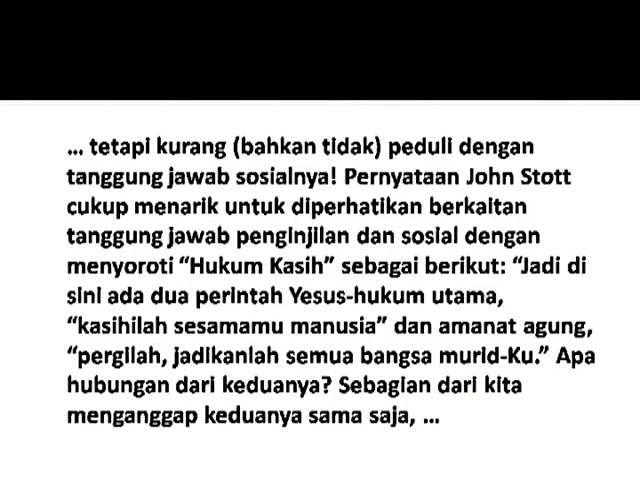 ... tetapi kurang (bahkan tidak) peduli dengan
tanggung jawab sosialnya! Pernyataan John Stott
cukup menarik untuk diperhatikan berkaitan
tanggung jawab penginjilan dan sosial dengan
menyoroti “Hukum Kasih” sebagai berikut: “Jadi di
sini ada dua perintah Yesus-hukum utama,
“kasihilah sesamamu manusia” dan amanat agung,
“pergilah, jadikanlah semua bangsa murid-Ku.” Apa
hubungan dari keduanya? Sebagian dari kita
menganggap keduanya sama saja, ...